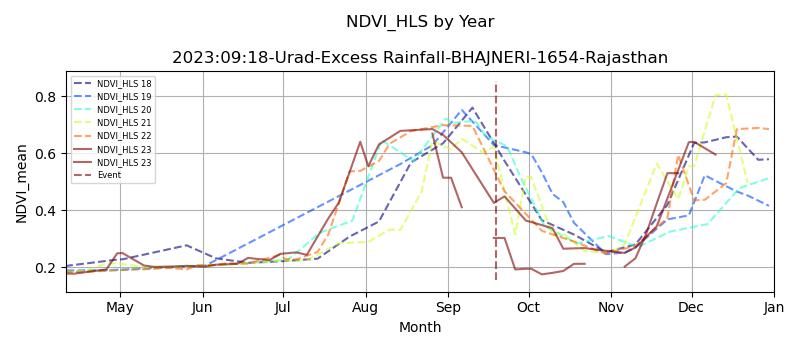 NDVI_HLS by Year
2023:09:18-Urad-Excess Rainfall-BHAJNERI-1654-Rajasthan
NDVI_mean
0.8
0.6
0.4
0.2
NDVI_HLS 18
NDVI_HLS 19
NDVI_HLS 20
NDVI_HLS 21
NDVI_HLS 22
NDVI_HLS 23
NDVI_HLS 23
Event
May Jun Jul Aug Sep Oct Nov Dec Jan
Month